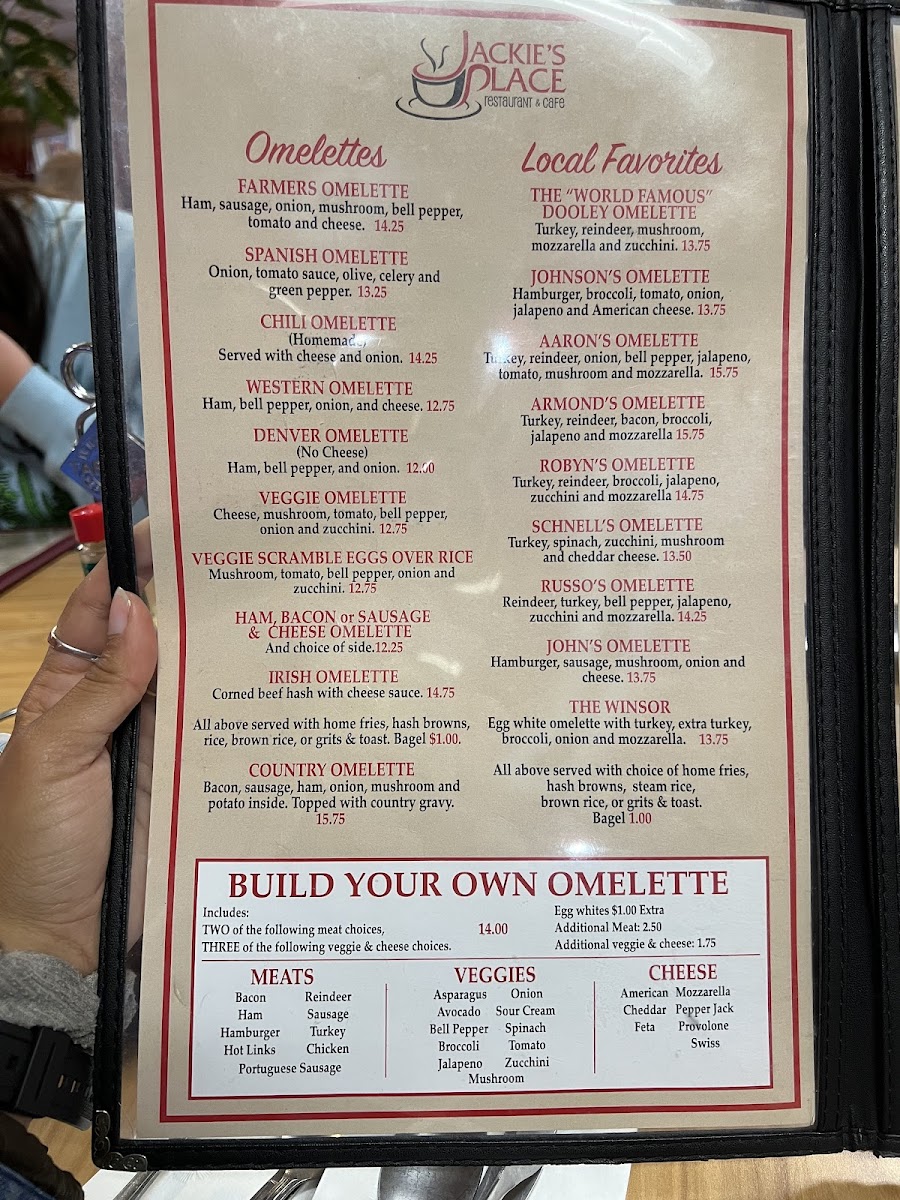 JACKIE'S
PLACE
RESTAURANT & CAFE
Omelettes
FARMERS OMELETTE
Ham, sausage, onion, mushroom, bell pepper,
tomato and cheese. 14.25
SPANISH OMELETTE
Onion, tomato sauce, olive, celery and
green pepper. 13.25
CHILI OMELETTE
(Homemade)
Served with cheese and onion. 14.25
WESTERN OMELETTE
Ham, bell pepper, onion, and cheese. 12.75
DENVER OMELETTE
(No Cheese)
Ham, bell pepper, and onion. 12.00
VEGGIE OMELETTE
Cheese, mushroom, tomato, bell pepper,
onion and zucchini. 12.75
VEGGIE SCRAMBLE EGGS OVER RICE
Mushroom, tomato, bell pepper, onion and
zucchini. 12.75
HAM, BACON or SAUSAGE
& CHEESE OMELETTE
And choice of side.12.25
IRISH OMELETTE
Corned beef hash with cheese sauce. 14.75
All above served with home fries, hash browns,
rice, brown rice, or grits & toast. Bagel $1.00.
COUNTRY OMELETTE
Bacon, sausage, ham, onion, mushroom and
potato inside. Topped with country gravy.
15.75
Local Favorites
THE "WORLD FAMOUS"
DOOLEY OMELETTE
Turkey, reindeer, mushroom,
mozzarella and zucchini. 13.75
JOHNSON'S OMELETTE
Hamburger, broccoli, tomato, onion,
jalapeno and American cheese. 13.75
AARON'S OMELETTE
Turkey, reindeer, onion, bell pepper, jalapeno,
tomato, mushroom and mozzarella. 15.75
ARMOND'S OMELETTE
Turkey, reindeer, bacon, broccoli,
jalapeno and mozzarella 15.75
ROBYN'S OMELETTE
Turkey, reindeer, broccoli, jalapeno,
zucchini and mozzarella 14.75
SCHNELL'S OMELETTE
Turkey, spinach, zucchini, mushroom
and cheddar cheese. 13.50
RUSSO'S OMELETTE
Reindeer, turkey, bell pepper, jalapeno,
zucchini and mozzarella. 14.25
JOHN'S OMELETTE
Hamburger, sausage, mushroom, onion and
cheese. 13.75
THE WINSOR
Egg white omelette with turkey, extra turkey,
broccoli, onion and mozzarella. 13.75
All above served with choice of home fries,
hash browns, steam rice,
brown rice, or grits & toast.
Bagel 1.00
BUILD YOUR OWN OMELETTE
Includes:
TWO of the following meat choices, 14.00
THREE of the following veggie & cheese choices.
Egg whites $1.00 Extra
Additional Meat: 2.50
Additional veggie & cheese: 1.75
MEATS
Bacon Reindeer
Ham Sausage
Hamburger Turkey
Hot Links Chicken
Portuguese Sausage
VEGGIES
Asparagus Onion
Avocado Sour Cream
Bell Pepper Spinach
Broccoli Tomato
Jalapeno Zucchini
Mushroom
CHEESE
American Mozzarella
Cheddar Pepper Jack
Feta Provolone
Swiss